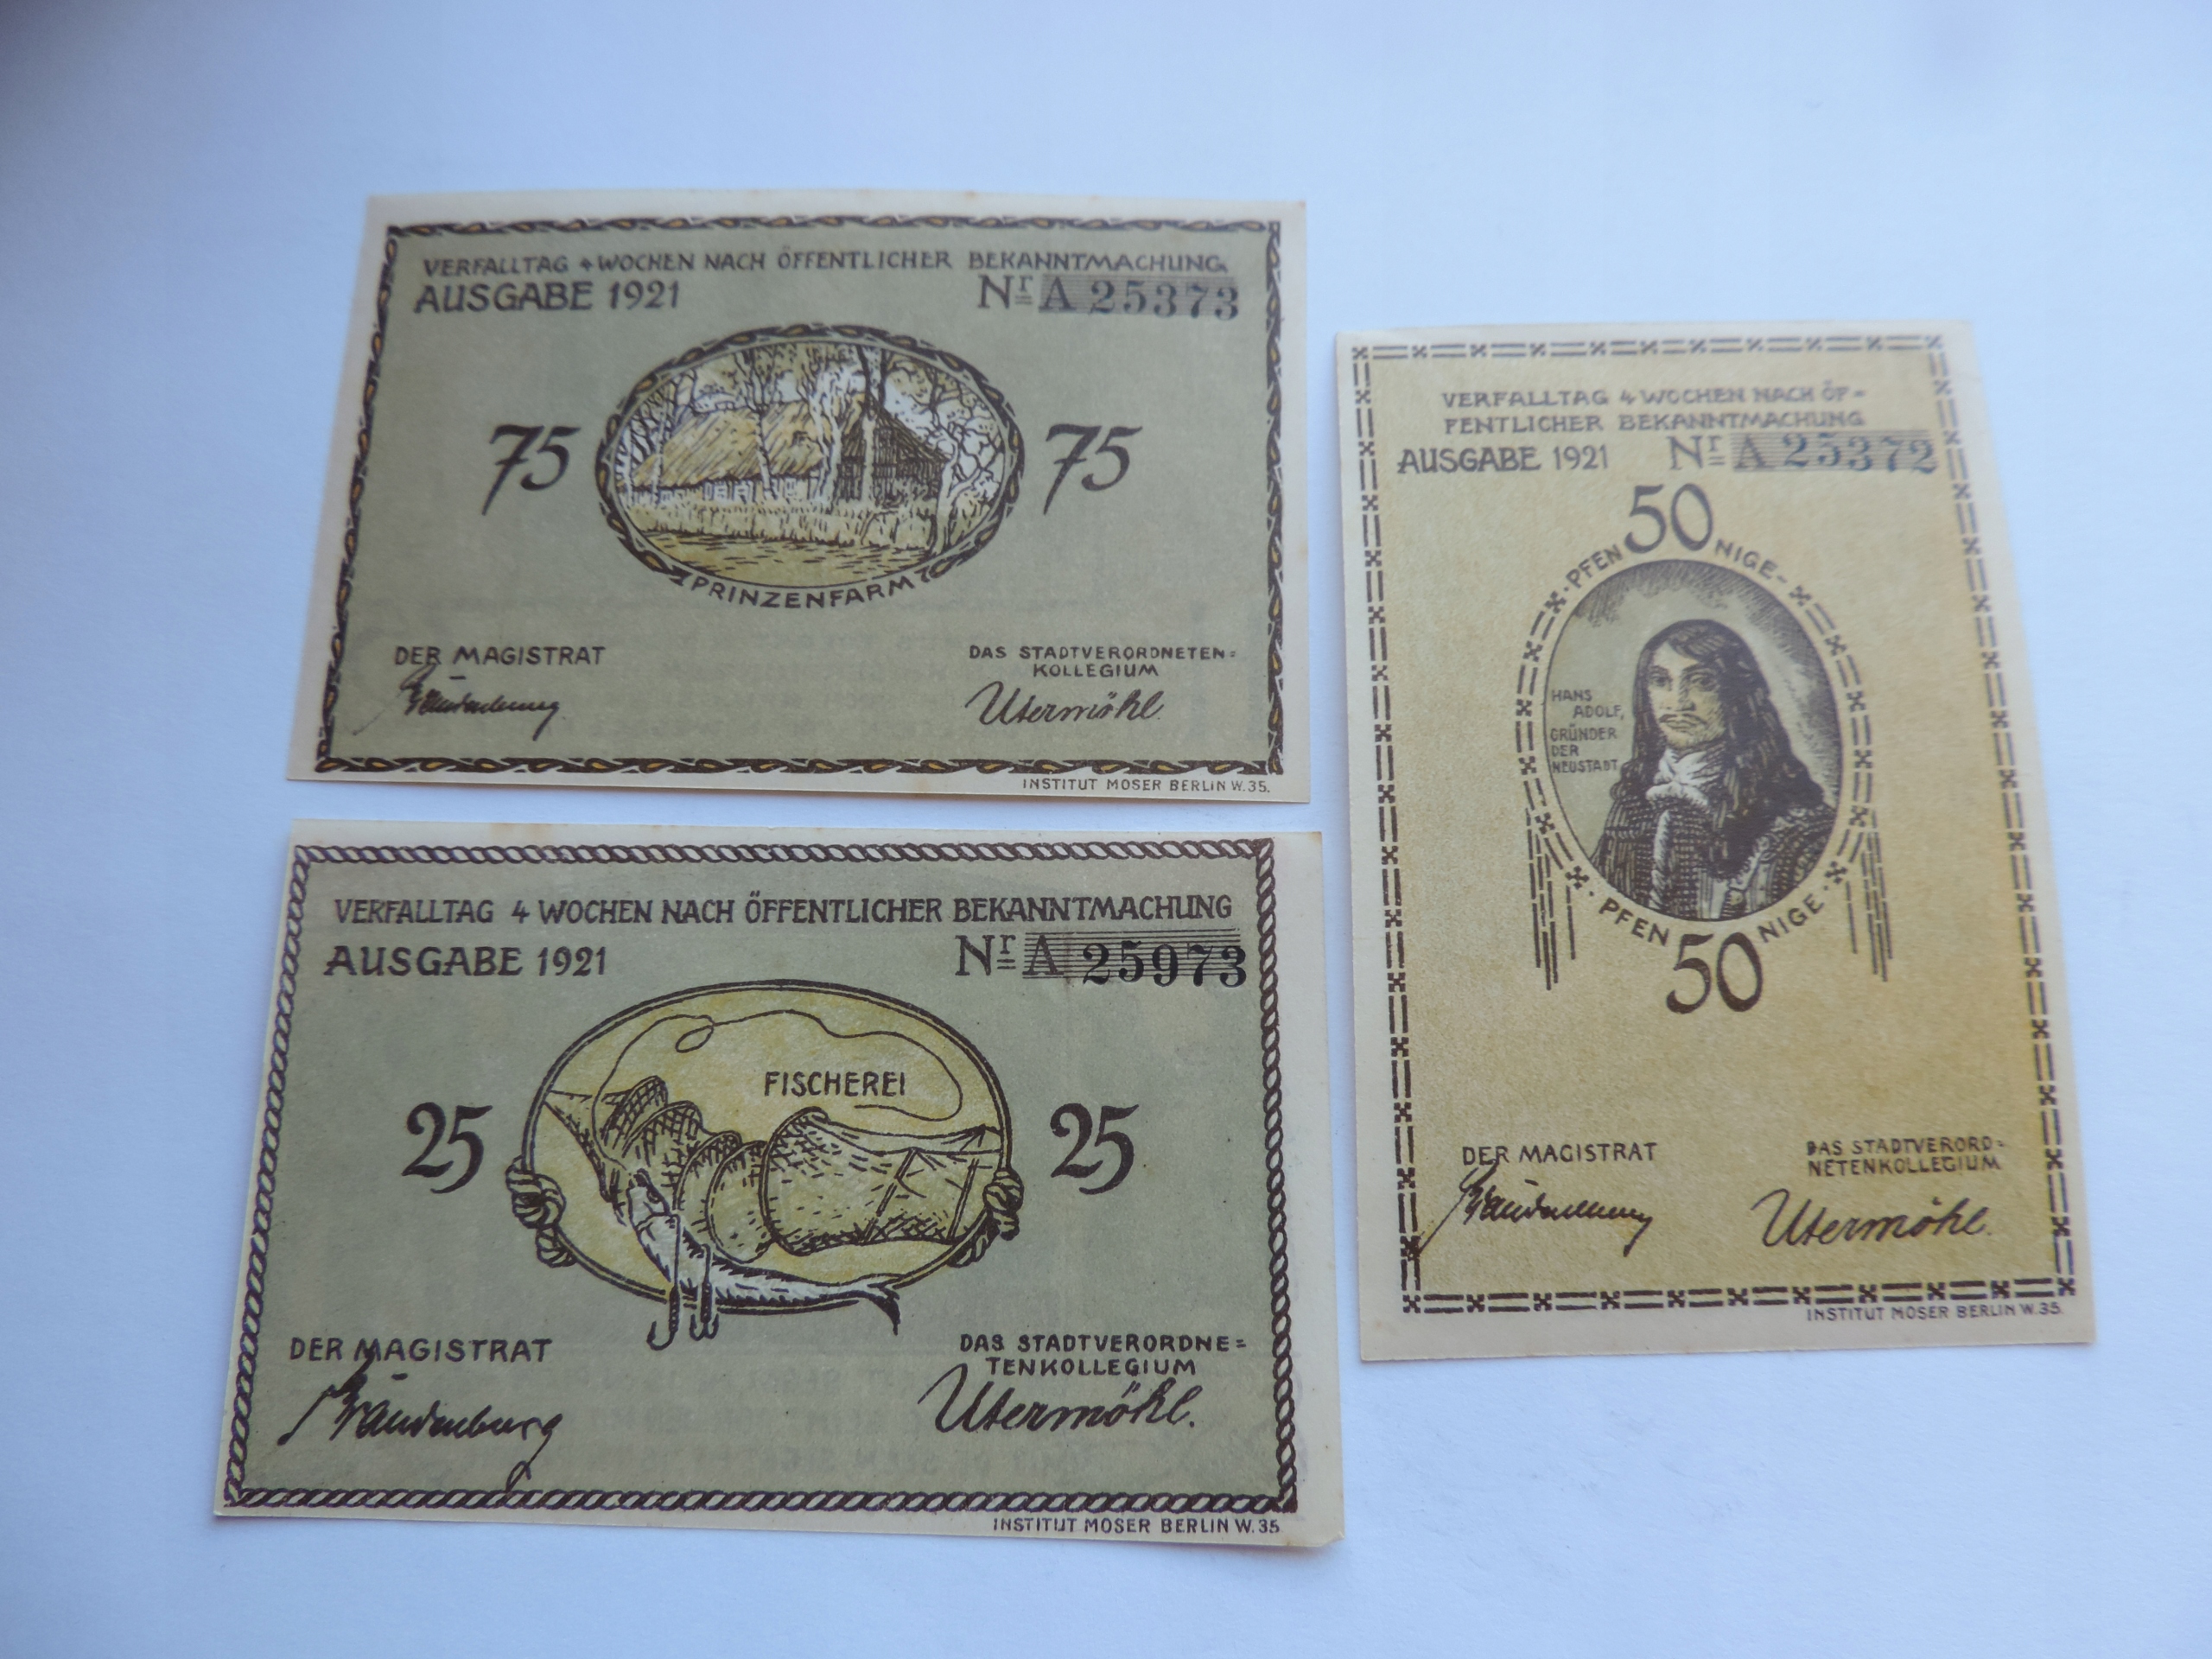 VERFALLTAG 4 WOCHEN NACH ÖFFENTLICHER BEKANNTMACHUNG
AUSGABE 1921 Nr A 25373
75 75
PRINZENFARM
DER MAGISTRAT
DAS STADTVERORDNETEN=
KOLLEGIUM
Brandenburg
Utermöhl.
INSTITUT MOSER BERLIN W.35.
VERFALLTAG 4 WOCHEN NACH ÖFFENTLICHER BEKANNTMACHUNG
AUSGABE 1921 Nr A 25973
FISCHEREI
25 25
DER MAGISTRAT
DAS STADTVERORDNE=
TENKOLLEGIUM
Brandenburg
Utermöhl.
INSTITUT MOSER BERLIN W.35
VERFALLTAG 4 WOCHEN NACH ÖF-
FENTLICHER BEKANNTMACHUNG
AUSGABE 1921 Nr A 25372
PFEN 50 NIGE
HANS
ADOLF,
GRÜNDER
DER
NEUSTADT
PFEN 50 NIGE
DER MAGISTRAT
DAS STADTVERORD=
NETENKOLLEGIUM
Brandenburg
Utermöhl.
INSTITUT MOSER BERLIN W.35